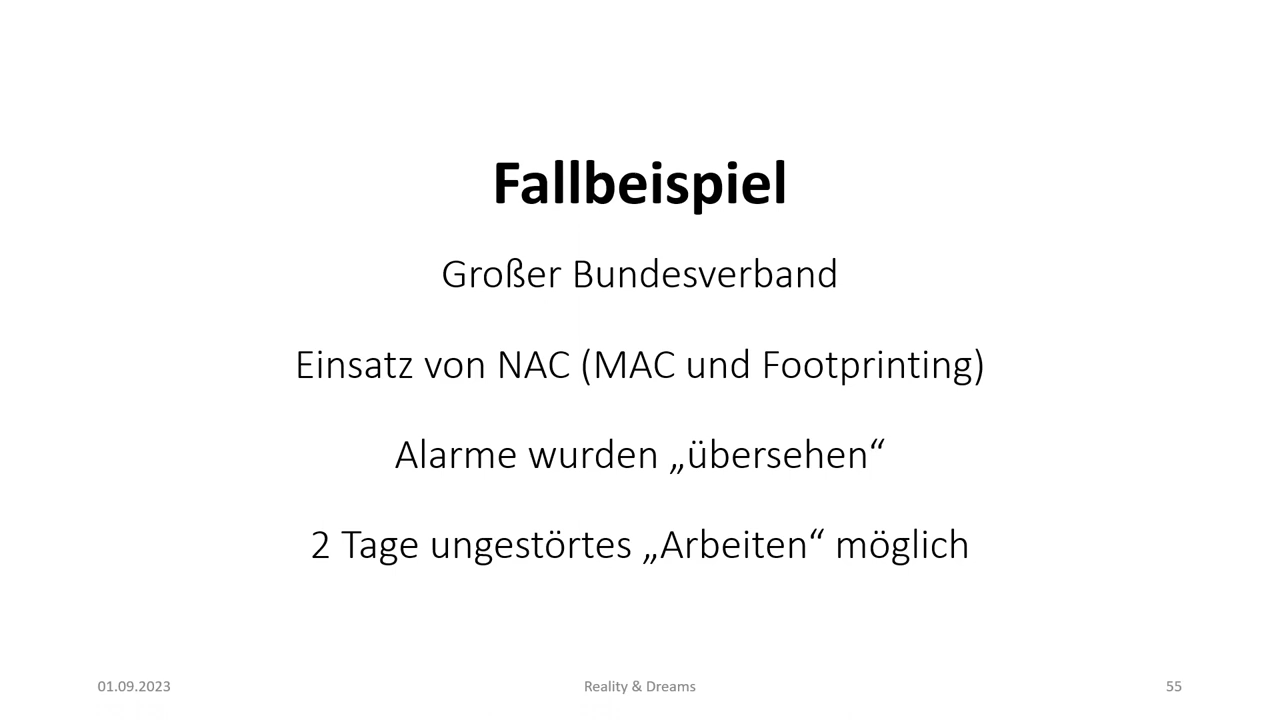 Fallbeispiel
Großer Bundesverband
Einsatz von NAC (MAC und Footprinting)
Alarme wurden „übersehen“
2 Tage ungestörtes „Arbeiten“ möglich
01.09.2023
Reality & Dreams
55